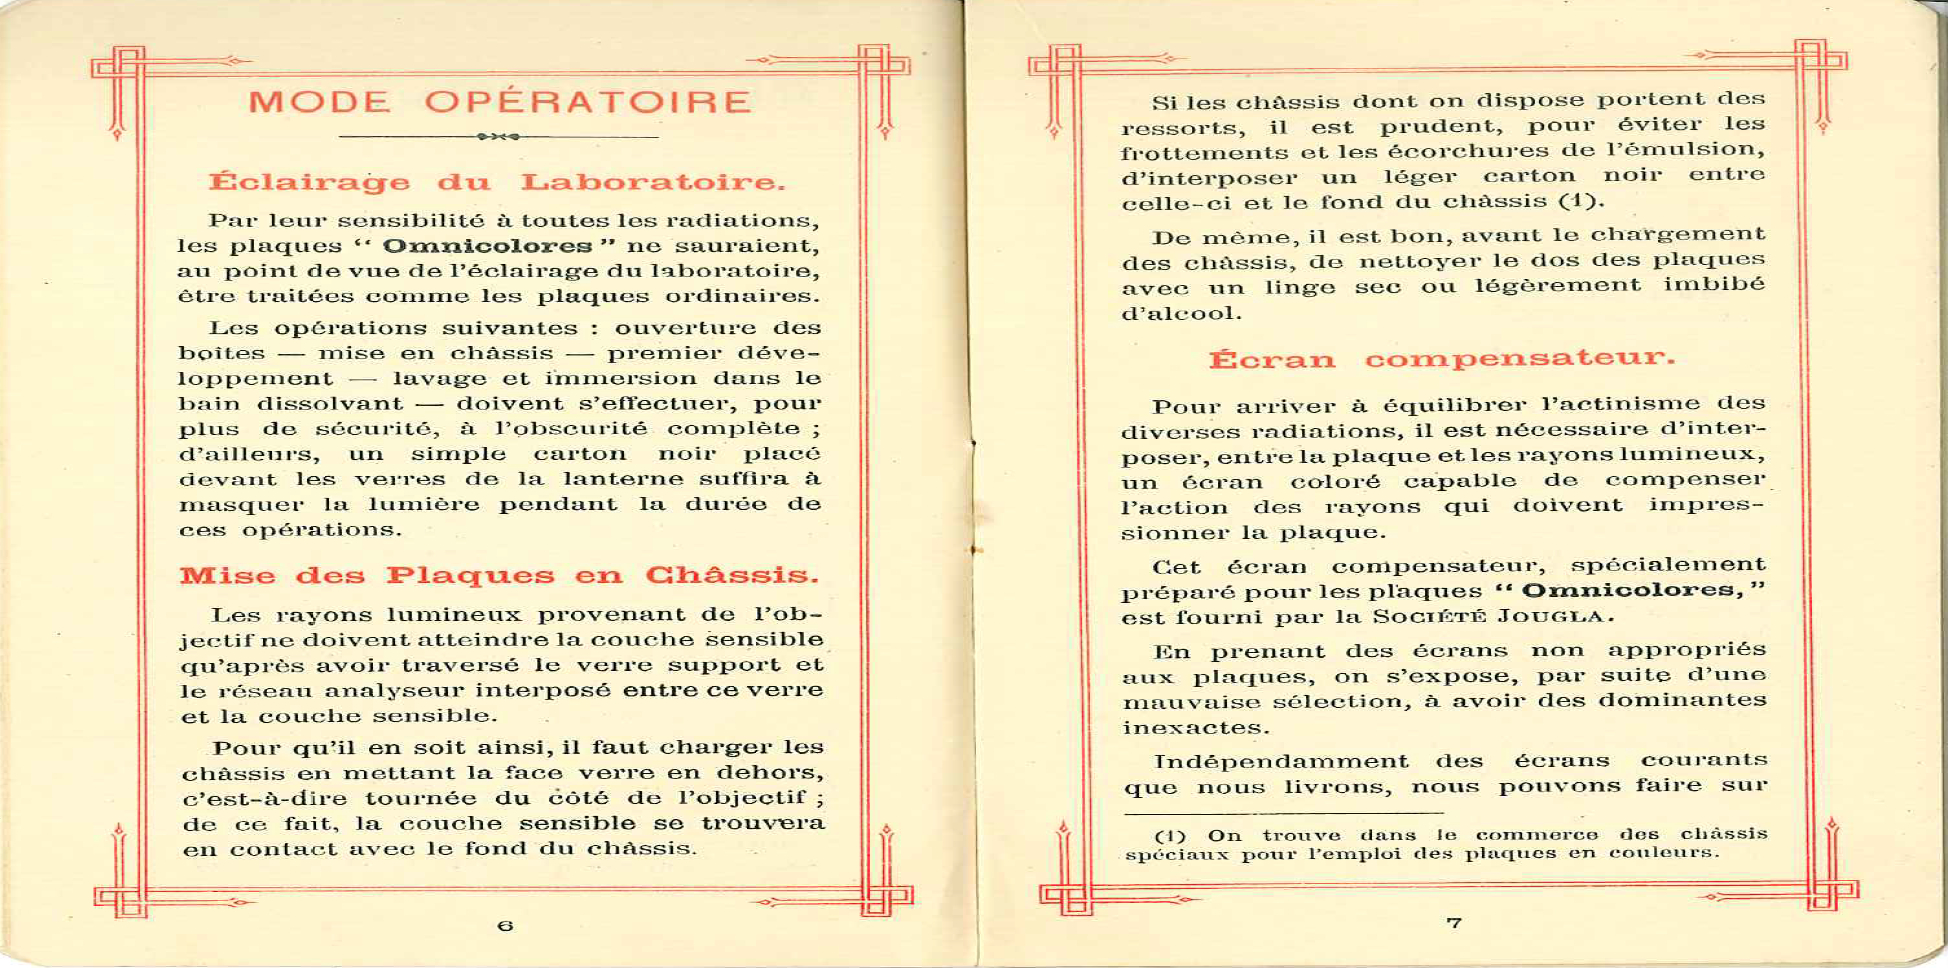 MODE OPÉRATOIRE
Éclairage du Laboratoire.
Par leur sensibilité à toutes les radiations,
les plaques “ Omnicolores ” ne sauraient,
au point de vue de l’éclairage du laboratoire,
être traitées comme les plaques ordinaires.
Les opérations suivantes : ouverture des
boîtes — mise en châssis — premier déve-
loppement — lavage et immersion dans le
bain dissolvant — doivent s’effectuer, pour
plus de sécurité, à l’obscurité complète ;
d’ailleurs, un simple carton noir placé
devant les verres de la lanterne suffira à
masquer la lumière pendant la durée de
ces opérations.
Mise des Plaques en Châssis.
Les rayons lumineux provenant de l’ob-
jectif ne doivent atteindre la couche sensible
qu’après avoir traversé le verre support et
le réseau analyseur interposé entre ce verre
et la couche sensible.
Pour qu’il en soit ainsi, il faut charger les
châssis en mettant la face verre en dehors,
c’est-à-dire tournée du côté de l’objectif ;
de ce fait, la couche sensible se trouvera
en contact avec le fond du châssis.
6
Si les châssis dont on dispose portent des
ressorts, il est prudent, pour éviter les
frottements et les écorchures de l’émulsion,
d’interposer un léger carton noir entre
celle-ci et le fond du châssis (1).
De même, il est bon, avant le chargement
des châssis, de nettoyer le dos des plaques
avec un linge sec ou légèrement imbibé
d’alcool.
Écran compensateur.
Pour arriver à équilibrer l’actinisme des
diverses radiations, il est nécessaire d’inter-
poser, entre la plaque et les rayons lumineux,
un écran coloré capable de compenser
l’action des rayons qui doivent impres-
sionner la plaque.
Cet écran compensateur, spécialement
préparé pour les plaques “ Omnicolores, ”
est fourni par la SOCIÉTÉ JOUGLA.
En prenant des écrans non appropriés
aux plaques, on s’expose, par suite d’une
mauvaise sélection, à avoir des dominantes
inexactes.
Indépendamment des écrans courants
que nous livrons, nous pouvons faire sur
(1) On trouve dans le commerce des châssis
spéciaux pour l’emploi des plaques en couleurs.
7